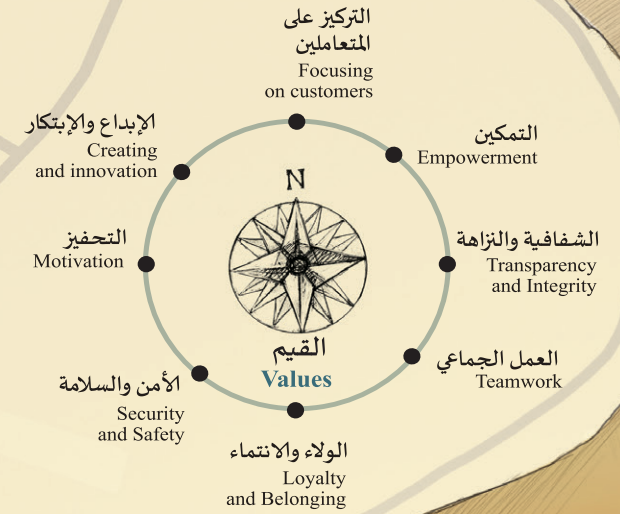 التركيز على
المتعاملين
Focusing
on customers
التمكين
Empowerment
الشفافية والنزاهة
Transparency
and Integrity
العمل الجماعي
Teamwork
الولاء والانتماء
Loyalty
and Belonging
الأمن والسلامة
Security
and Safety
التحفيز
Motivation
الإبداع والإبتكار
Creating
and innovation
N
القيم
Values